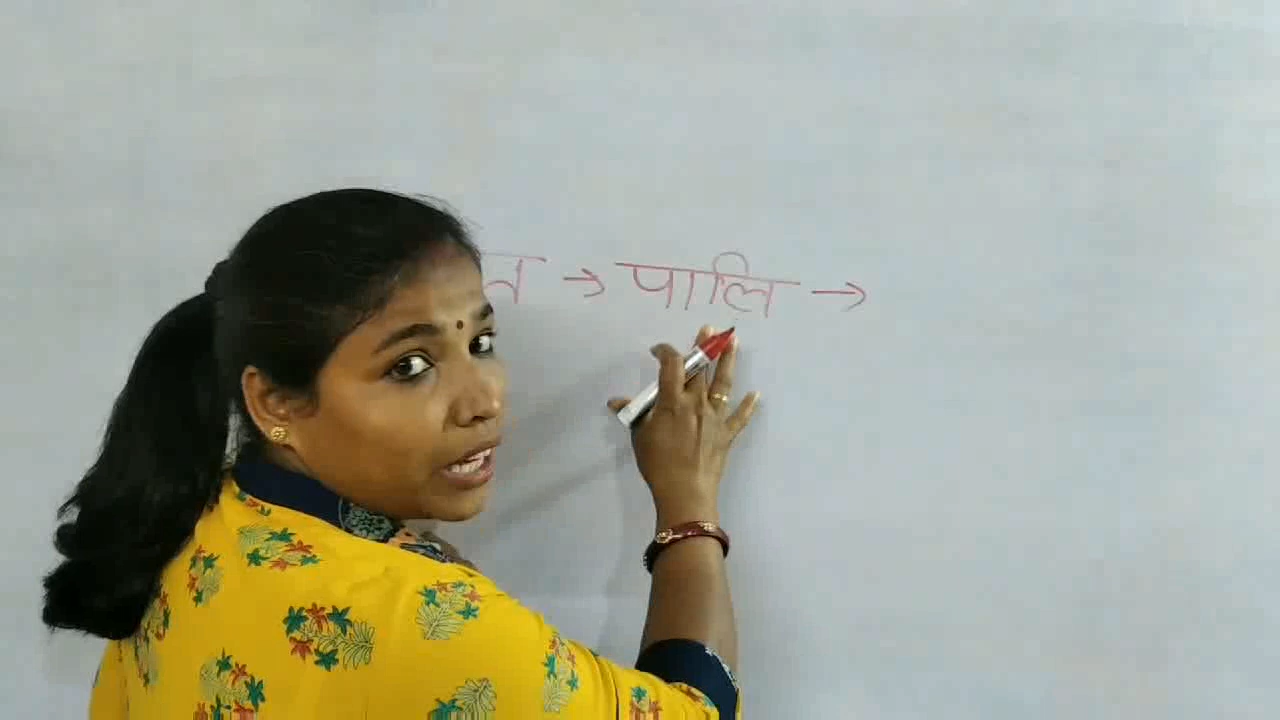 → पालि →